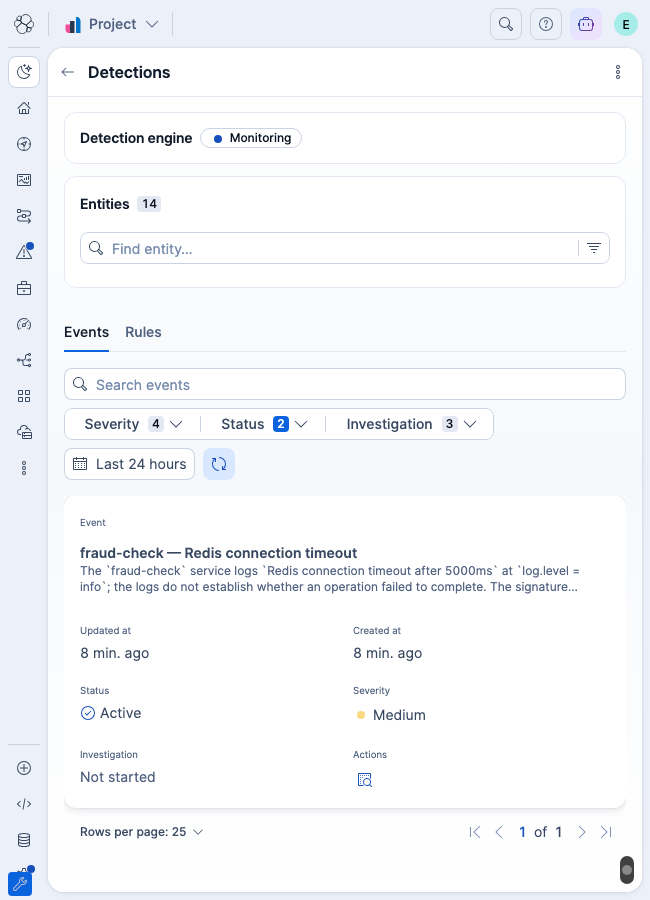 Project
E
Detections
Detection engine
Monitoring
Entities 14
Find entity...
Events Rules
Search events
Severity 4 Status 2 Investigation 3
Last 24 hours
Event
fraud-check — Redis connection timeout
The `fraud-check` service logs `Redis connection timeout after 5000ms` at `log.level =
info`; the logs do not establish whether an operation failed to complete. The signature...
Updated at Created at
8 min. ago 8 min. ago
Status Severity
Active Medium
Investigation Actions
Not started
Rows per page: 25 1 of 1